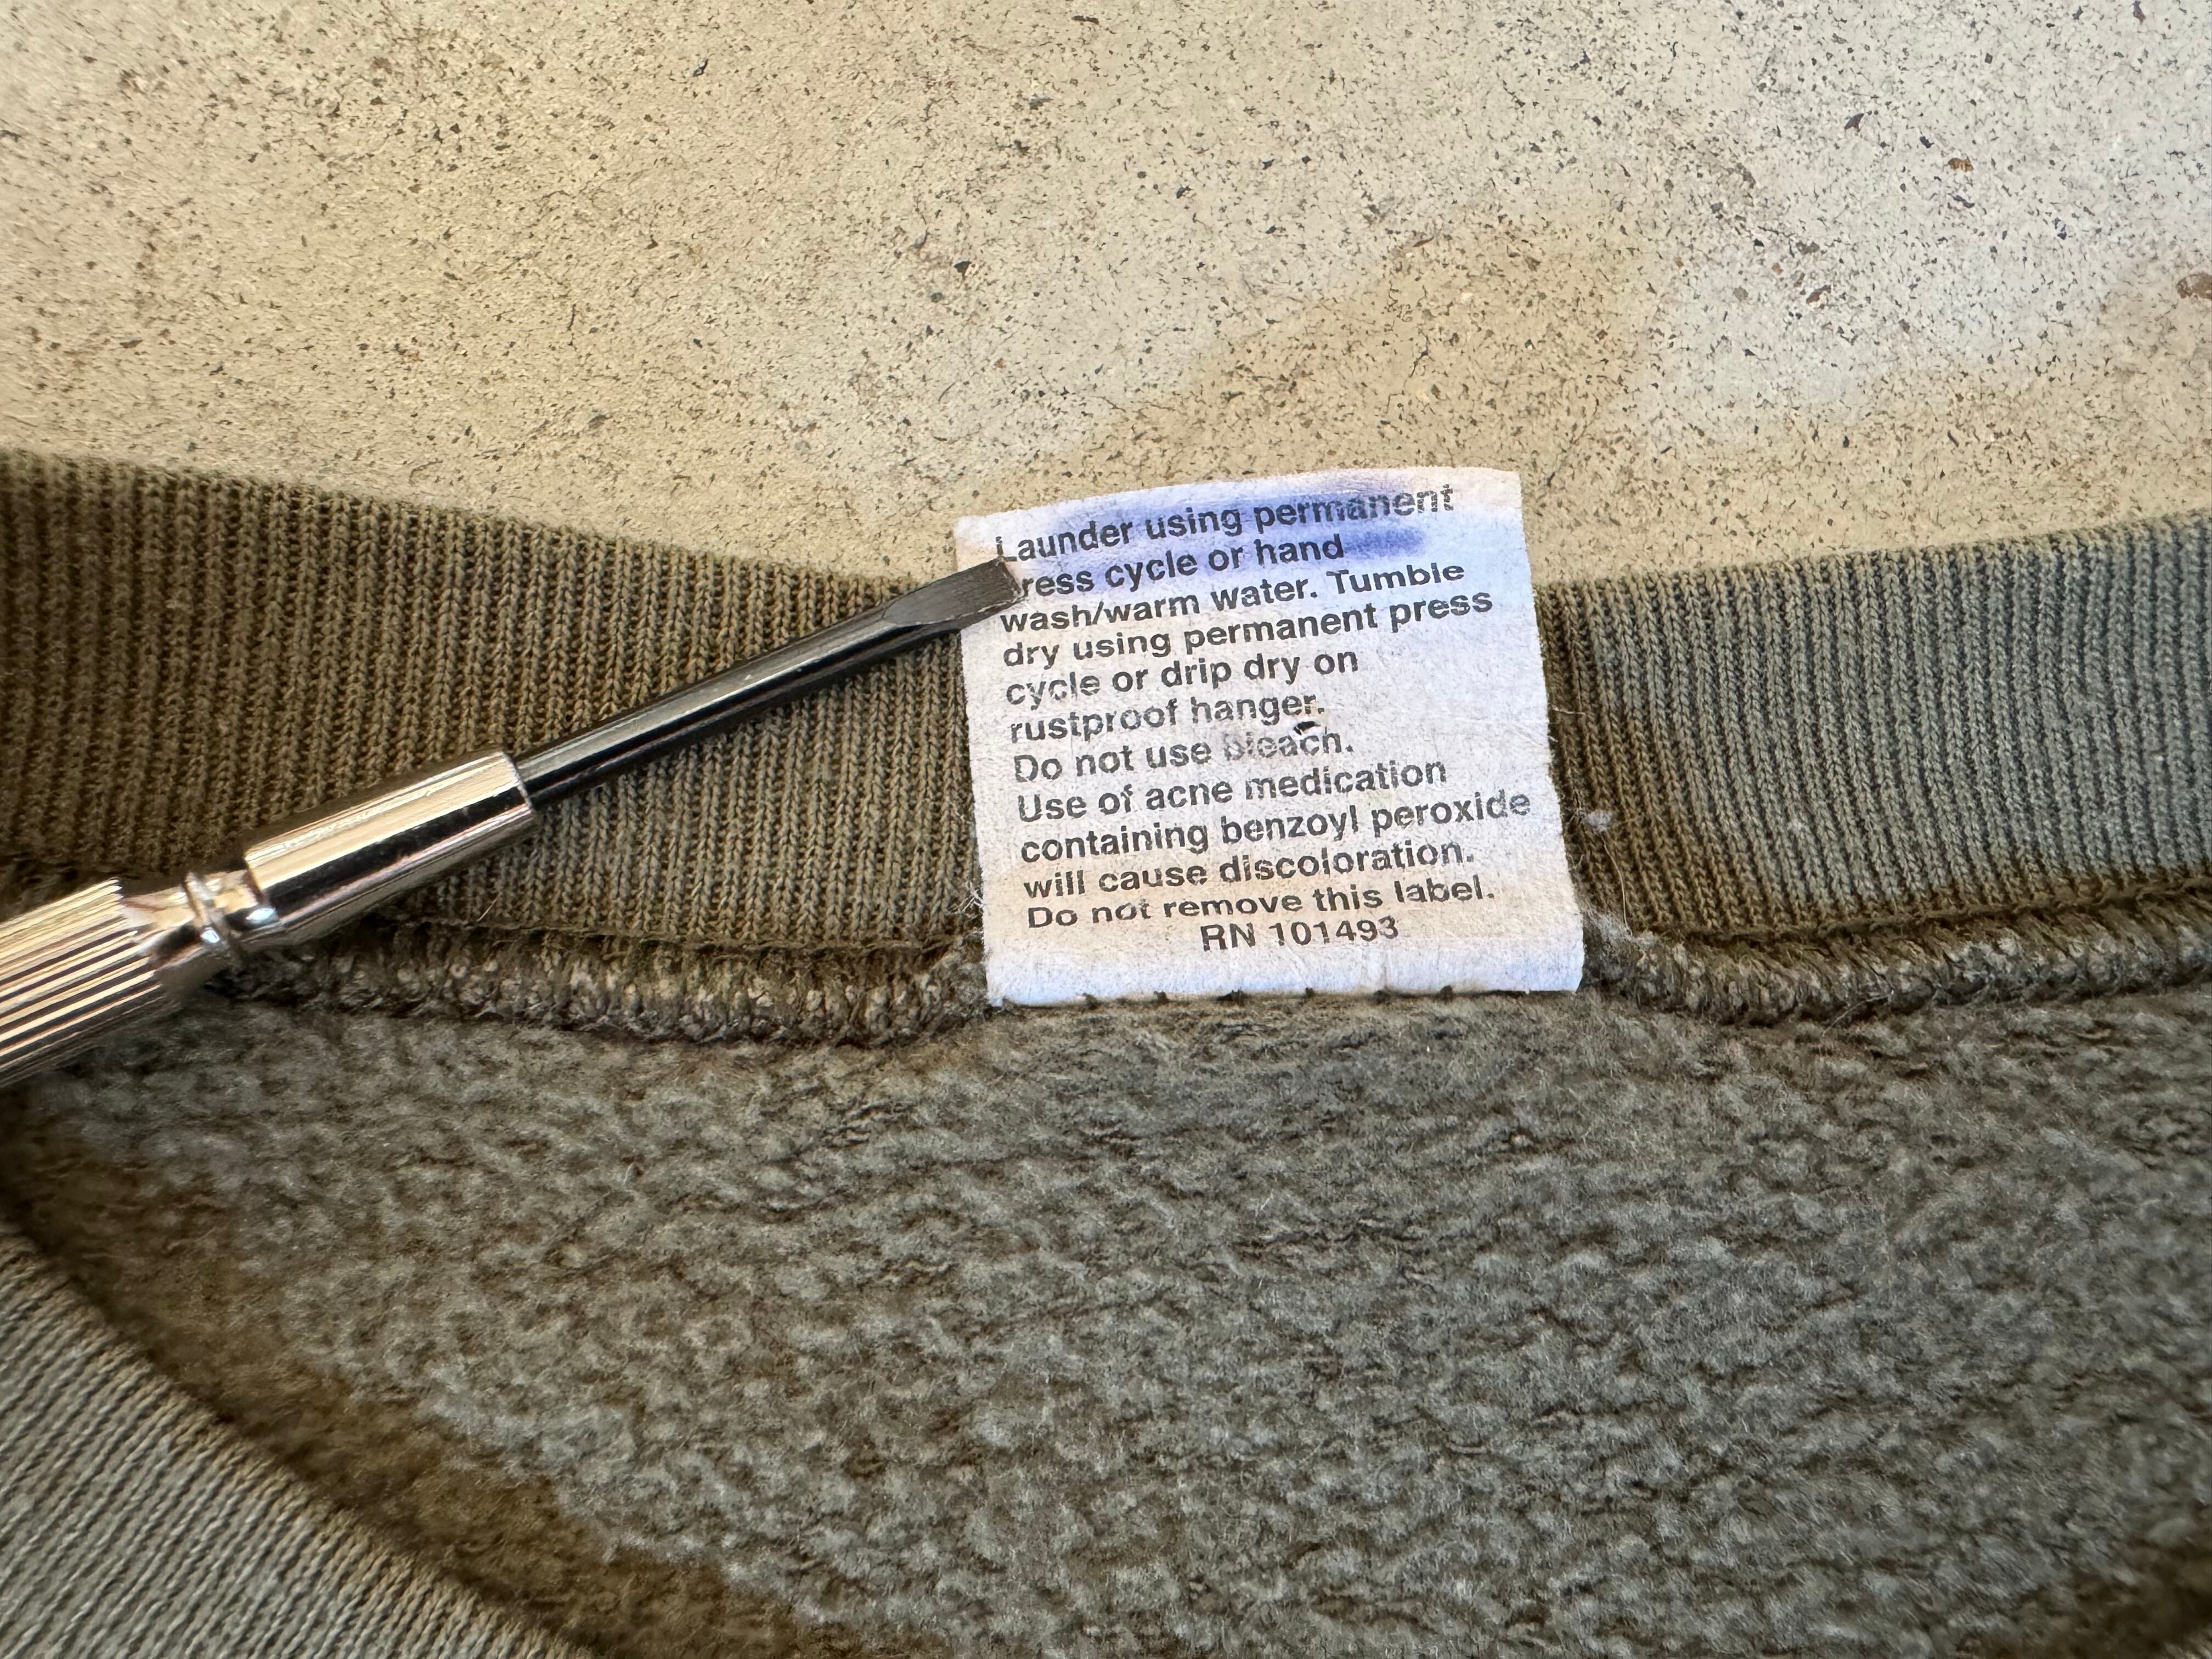 Launder using permanent
press cycle or hand
wash/warm water. Tumble
dry using permanent press
cycle or drip dry on
rustproof hanger.
Do not use bleach.
Use of acne medication
containing benzoyl peroxide
will cause discoloration.
Do not remove this label.
RN 101493